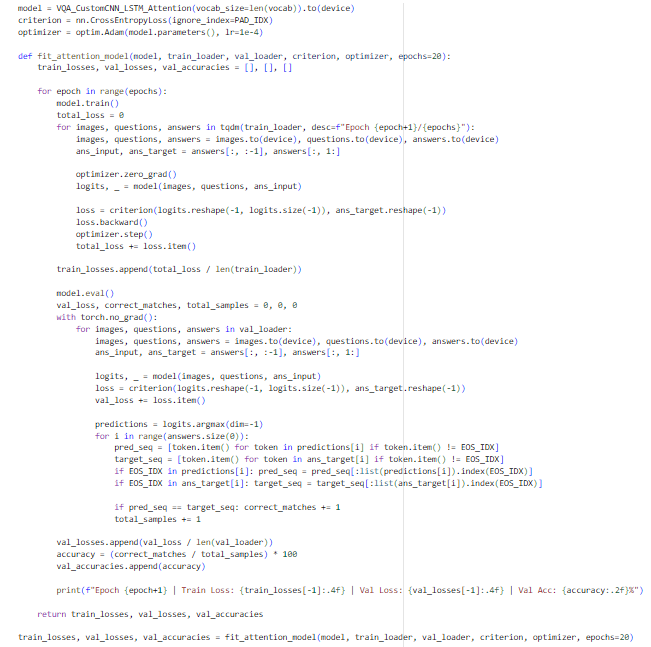 model = VQA_CustomCNN_LSTM_Attention(vocab_size=len(vocab)).to(device)
criterion = nn.CrossEntropyLoss(ignore_index=PAD_IDX)
optimizer = optim.Adam(model.parameters(), lr=1e-4)

def fit_attention_model(model, train_loader, val_loader, criterion, optimizer, epochs=20):
    train_losses, val_losses, val_accuracies = [], [], []

    for epoch in range(epochs):
        model.train()
        total_loss = 0
        for images, questions, answers in tqdm(train_loader, desc=f"Epoch {epoch+1}/{epochs}"):
            images, questions, answers = images.to(device), questions.to(device), answers.to(device)
            ans_input, ans_target = answers[:, :-1], answers[:, 1:]

            optimizer.zero_grad()
            logits, _ = model(images, questions, ans_input)

            loss = criterion(logits.reshape(-1, logits.size(-1)), ans_target.reshape(-1))
            loss.backward()
            optimizer.step()
            total_loss += loss.item()

        train_losses.append(total_loss / len(train_loader))

        model.eval()
        val_loss, correct_matches, total_samples = 0, 0, 0
        with torch.no_grad():
            for images, questions, answers in val_loader:
                images, questions, answers = images.to(device), questions.to(device), answers.to(device)
                ans_input, ans_target = answers[:, :-1], answers[:, 1:]

                logits, _ = model(images, questions, ans_input)
                loss = criterion(logits.reshape(-1, logits.size(-1)), ans_target.reshape(-1))
                val_loss += loss.item()

                predictions = logits.argmax(dim=-1)
                for i in range(answers.size(0)):
                    pred_seq = [token.item() for token in predictions[i] if token.item() != EOS_IDX]
                    target_seq = [token.item() for token in ans_target[i] if token.item() != EOS_IDX]
                    if EOS_IDX in predictions[i]: pred_seq = pred_seq[:list(predictions[i]).index(EOS_IDX)]
                    if EOS_IDX in ans_target[i]: target_seq = target_seq[:list(ans_target[i]).index(EOS_IDX)]

                    if pred_seq == target_seq: correct_matches += 1
                    total_samples += 1

        val_losses.append(val_loss / len(val_loader))
        accuracy = (correct_matches / total_samples) * 100
        val_accuracies.append(accuracy)

        print(f"Epoch {epoch+1} | Train Loss: {train_losses[-1]:.4f} | Val Loss: {val_losses[-1]:.4f} | Val Acc: {accuracy:.2f}%")

    return train_losses, val_losses, val_accuracies

train_losses, val_losses, val_accuracies = fit_attention_model(model, train_loader, val_loader, criterion, optimizer, epochs=20)